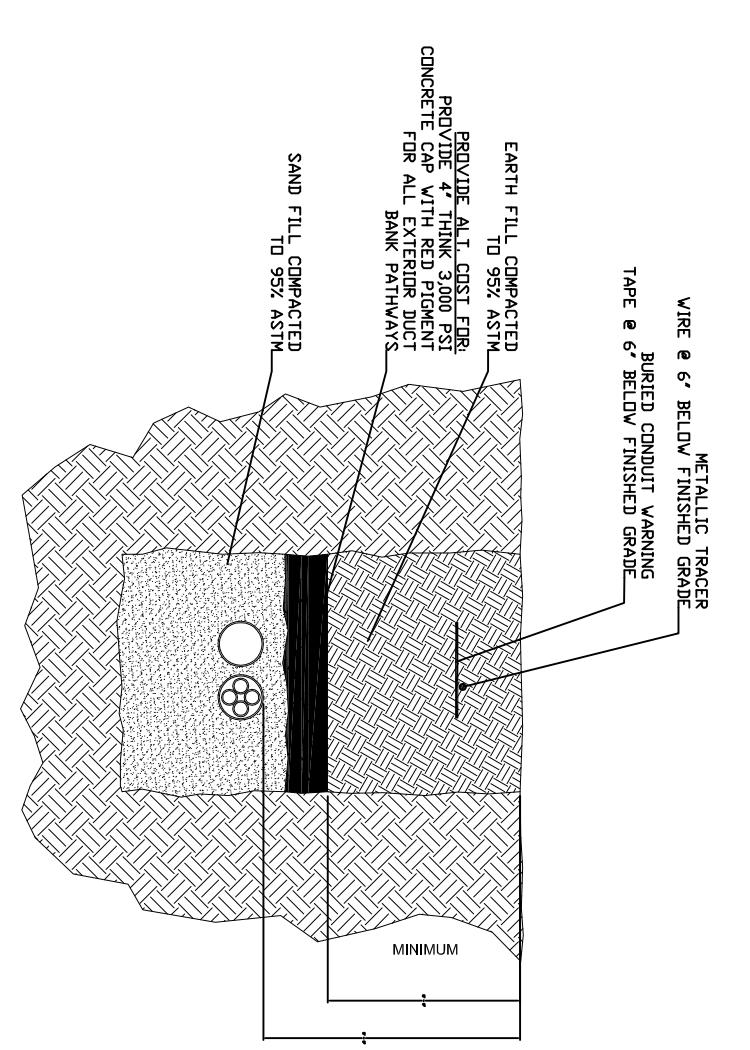 METALLIC TRACER
WIRE @ 6" BELOW FINISHED GRADE
BURIED CONDUIT WARNING
TAPE @ 6" BELOW FINISHED GRADE
EARTH FILL COMPACTED
TO 95% ASTM
PROVIDE ALT. COST FOR:
PROVIDE 4" THINK 3,000 PSI
CONCRETE CAP WITH RED PIGMENT
FOR ALL EXTERIOR DUCT
BANK PATHWAYS
SAND FILL COMPACTED
TO 95% ASTM
MINIMUM